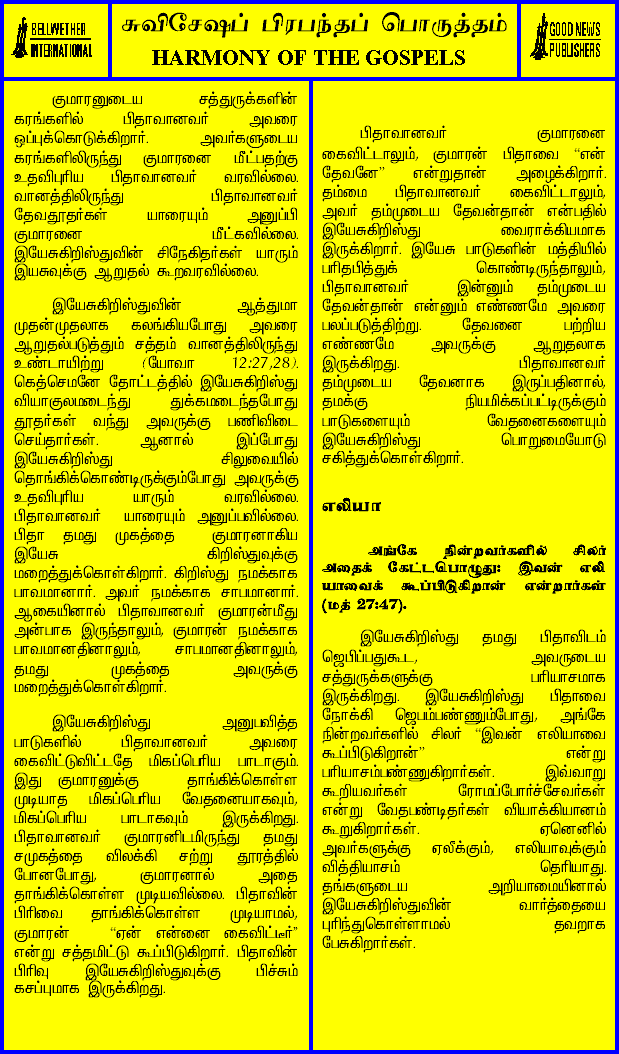 BELLWETHER
INTERNATIONAL
சுவிசேஷப் பிரபந்தப் பொருத்தம்
HARMONY OF THE GOSPELS
GOOD NEWS
PUBLISHERS
குமாரனுடைய சத்துருக்களின்
கரங்களில் பிதாவானவர் அவரை
ஒப்புக்கொடுக்கிறார். அவர்களுடைய
கரங்களிலிருந்து குமாரனை மீட்பதற்கு
உதவிபுரிய பிதாவானவர் வரவில்லை.
வானத்திலிருந்து பிதாவானவர்
தேவதூதர்கள் யாரையும் அனுப்பி
குமாரனை மீட்கவில்லை.
இயேசுகிறிஸ்துவின் சிநேகிதர்கள் யாரும்
இயசுவுக்கு ஆறுதல் கூறவரவில்லை.
இயேசுகிறிஸ்துவின் ஆத்துமா
முதன்முதலாக கலங்கியபோது அவரை
ஆறுதல்படுத்தும் சத்தம் வானத்திலிருந்து
உண்டாயிற்று (யோவா 12:27,28).
கெத்செமனே தோட்டத்தில் இயேசுகிறிஸ்து
வியாகுலமடைந்து துக்கமடைந்தபோது
தூதர்கள் வந்து அவருக்கு பணிவிடை
செய்தார்கள். ஆனால் இப்போது
இயேசுகிறிஸ்து சிலுவையில்
தொங்கிக்கொண்டிருக்கும்போது அவருக்கு
உதவிபுரிய யாரும் வரவில்லை.
பிதாவானவர் யாரையும் அனுப்பவில்லை.
பிதா தமது முகத்தை குமாரனாகிய
இயேசு கிறிஸ்துவுக்கு
மறைத்துக்கொள்கிறார். கிறிஸ்து நமக்காக
பாவமானார். அவர் நமக்காக சாபமானார்.
ஆகையினால் பிதாவானவர் குமாரன்மீது
அன்பாக இருந்தாலும், குமாரன் நமக்காக
பாவமானதினாலும், சாபமானதினாலும்,
தமது முகத்தை அவருக்கு
மறைத்துக்கொள்கிறார்.
இயேசுகிறிஸ்து அனுபவித்த
பாடுகளில் பிதாவானவர் அவரை
கைவிட்டுவிட்டதே மிகப்பெரிய பாடாகும்.
இது குமாரனுக்கு தாங்கிக்கொள்ள
முடியாத மிகப்பெரிய வேதனையாகவும்,
மிகப்பெரிய பாடாகவும் இருக்கிறது.
பிதாவானவர் குமாரனிடமிருந்து தமது
சமுகத்தை விலக்கி சற்று தூரத்தில்
போனபோது, குமாரனால் அதை
தாங்கிக்கொள்ள முடியவில்லை. பிதாவின்
பிரிவை தாங்கிக்கொள்ள முடியாமல்,
குமாரன் “ஏன் என்னை கைவிட்டீர்”
என்று சத்தமிட்டு கூப்பிடுகிறார். பிதாவின்
பிரிவு இயேசுகிறிஸ்துவுக்கு பிச்சும்
கசப்புமாக இருக்கிறது.
பிதாவானவர் குமாரனை
கைவிட்டாலும், குமாரன் பிதாவை “என்
தேவனே” என்றுதான் அழைக்கிறார்.
தம்மை பிதாவானவர் கைவிட்டாலும்,
அவர் தம்முடைய தேவன்தான் என்பதில்
இயேசுகிறிஸ்து வைராக்கியமாக
இருக்கிறார். இயேசு பாடுகளின் மத்தியில்
பரிதபித்துக் கொண்டிருந்தாலும்,
பிதாவானவர் இன்னும் தம்முடைய
தேவன்தான் என்னும் எண்ணமே அவரை
பலப்படுத்திற்று. தேவனை பற்றிய
எண்ணமே அவருக்கு ஆறுதலாக
இருக்கிறது. பிதாவானவர்
தம்முடைய தேவனாக இருப்பதினால்,
தமக்கு நியமிக்கப்பட்டிருக்கும்
பாடுகளையும் வேதனைகளையும்
இயேசுகிறிஸ்து பொறுமையோடு
சகித்துக்கொள்கிறார்.
எலியா
அங்கே நின்றவர்களில் சிலர்
அதைக் கேட்டபொழுது: இவன் எலி
யாவைக் கூப்பிடுகிறான் என்றார்கள்
(மத் 27:47).
இயேசுகிறிஸ்து தமது பிதாவிடம்
ஜெபிப்பதுகூட, அவருடைய
சத்துருக்களுக்கு பரியாசமாக
இருக்கிறது. இயேசுகிறிஸ்து பிதாவை
நோக்கி ஜெபம்பண்ணும்போது, அங்கே
நின்றவர்களில் சிலர் “இவன் எலியாவை
கூப்பிடுகிறான்” என்று
பரியாசம்பண்ணுகிறார்கள். இவ்வாறு
கூறியவர்கள் ரோமப்போர்ச்சேவர்கள்
என்று வேதபண்டிதர்கள் வியாக்கியானம்
கூறுகிறார்கள். ஏனெனில்
அவர்களுக்கு ஏலீக்கும், எலியாவுக்கும்
வித்தியாசம் தெரியாது.
தங்களுடைய அறியாமையினால்
இயேசுகிறிஸ்துவின் வார்த்தையை
புரிந்துகொள்ளாமல் தவறாக
பேசுகிறார்கள்.